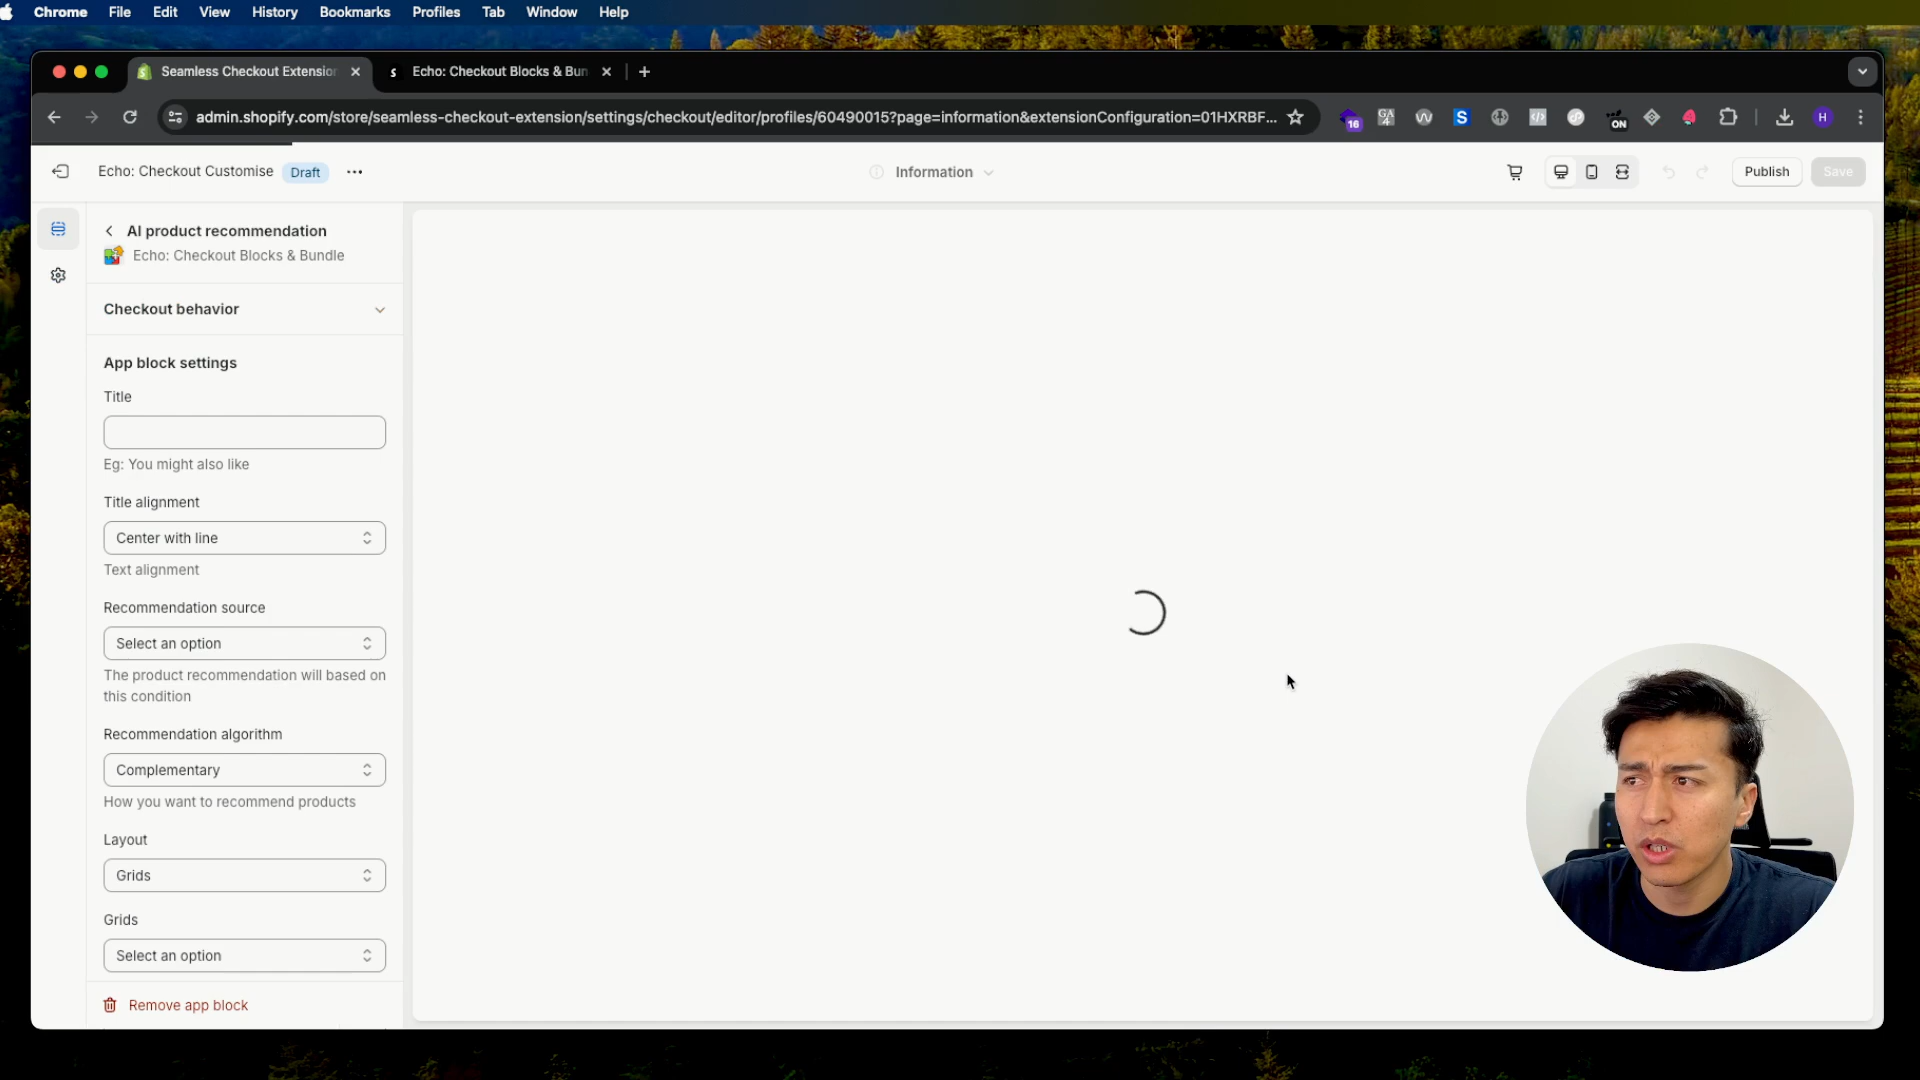 Chrome File Edit View History Bookmarks Profiles Tab Window Help
Seamless Checkout Extension
Echo: Checkout Blocks & Bun
admin.shopify.com/store/seamless-checkout-extension/settings/checkout/editor/profiles/60490015?page=information&extensionConfiguration=01HXRBF...
16
GA4
S
ON
H
Echo: Checkout Customise
Draft
Information
Publish
Save
AI product recommendation
Echo: Checkout Blocks & Bundle
Checkout behavior
App block settings
Title
Eg: You might also like
Title alignment
Center with line
Text alignment
Recommendation source
Select an option
The product recommendation will based on
this condition
Recommendation algorithm
Complementary
How you want to recommend products
Layout
Grids
Grids
Select an option
Remove app block